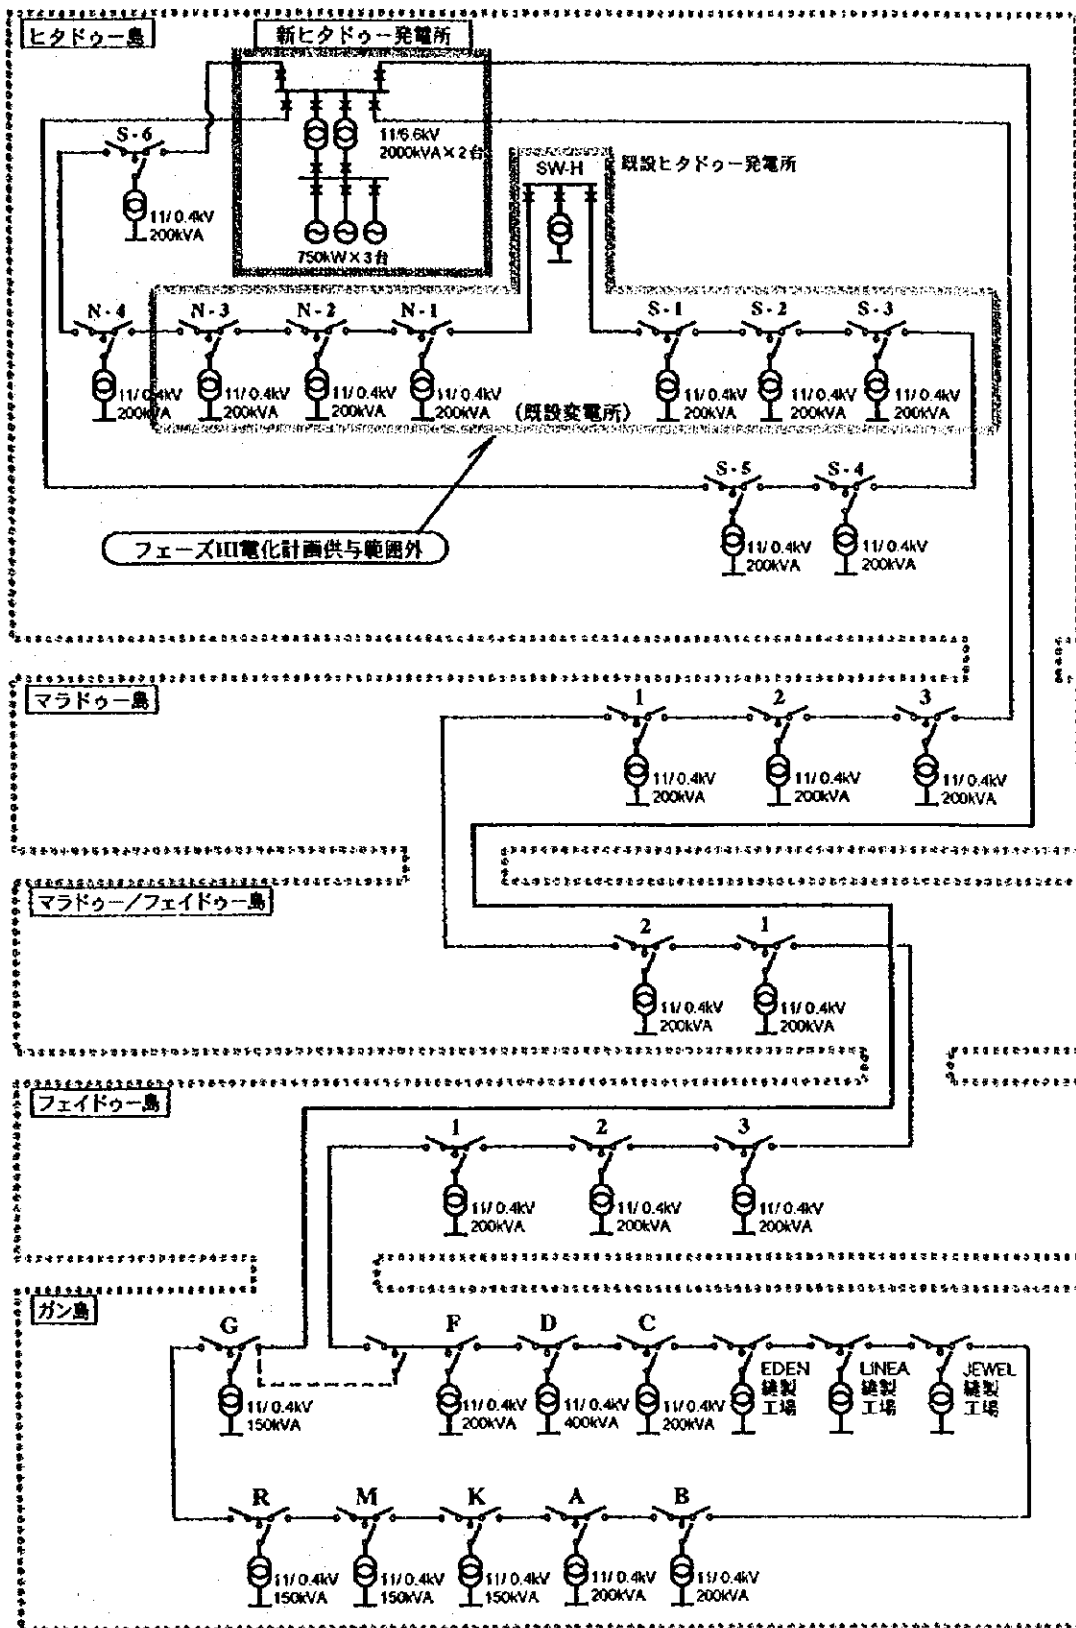 ヒタドゥー島
新ヒタドゥー発電所
S-6
11/0.4kV
200kVA
11/6.6kV
2000kVA×2台
750kW×3台
SW-H
既設ヒタドゥー発電所
N-4
N-3
N-2
N-1
S-1
S-2
S-3
11/0.4kV
200kVA
11/0.4kV
200kVA
11/0.4kV
200kVA
11/0.4kV
200kVA
11/0.4kV
200kVA
11/0.4kV
200kVA
11/0.4kV
200kVA
(既設変電所)
S-5
S-4
11/0.4kV
200kVA
11/0.4kV
200kVA
フェーズIII電化計画供与範囲外
マラドゥー島
1
2
3
11/0.4kV
200kVA
11/0.4kV
200kVA
11/0.4kV
200kVA
マラドゥー/フェイドゥー島
2
1
11/0.4kV
200kVA
11/0.4kV
200kVA
フェイドゥー島
1
2
3
11/0.4kV
200kVA
11/0.4kV
200kVA
11/0.4kV
200kVA
ガン島
G
F
D
C
11/0.4kV
150kVA
11/0.4kV
200kVA
11/0.4kV
400kVA
11/0.4kV
200kVA
EDEN
縫製
工場
LINEA
縫製
工場
JEWEL
縫製
工場
R
M
K
A
B
11/0.4kV
150kVA
11/0.4kV
150kVA
11/0.4kV
150kVA
11/0.4kV
200kVA
11/0.4kV
200kVA